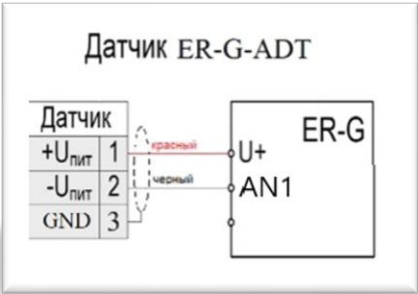 Датчик ER-G-ADT
Датчик
ER-G
+Uпит 1
красный
U+
-Uпит 2
черный
AN1
GND 3